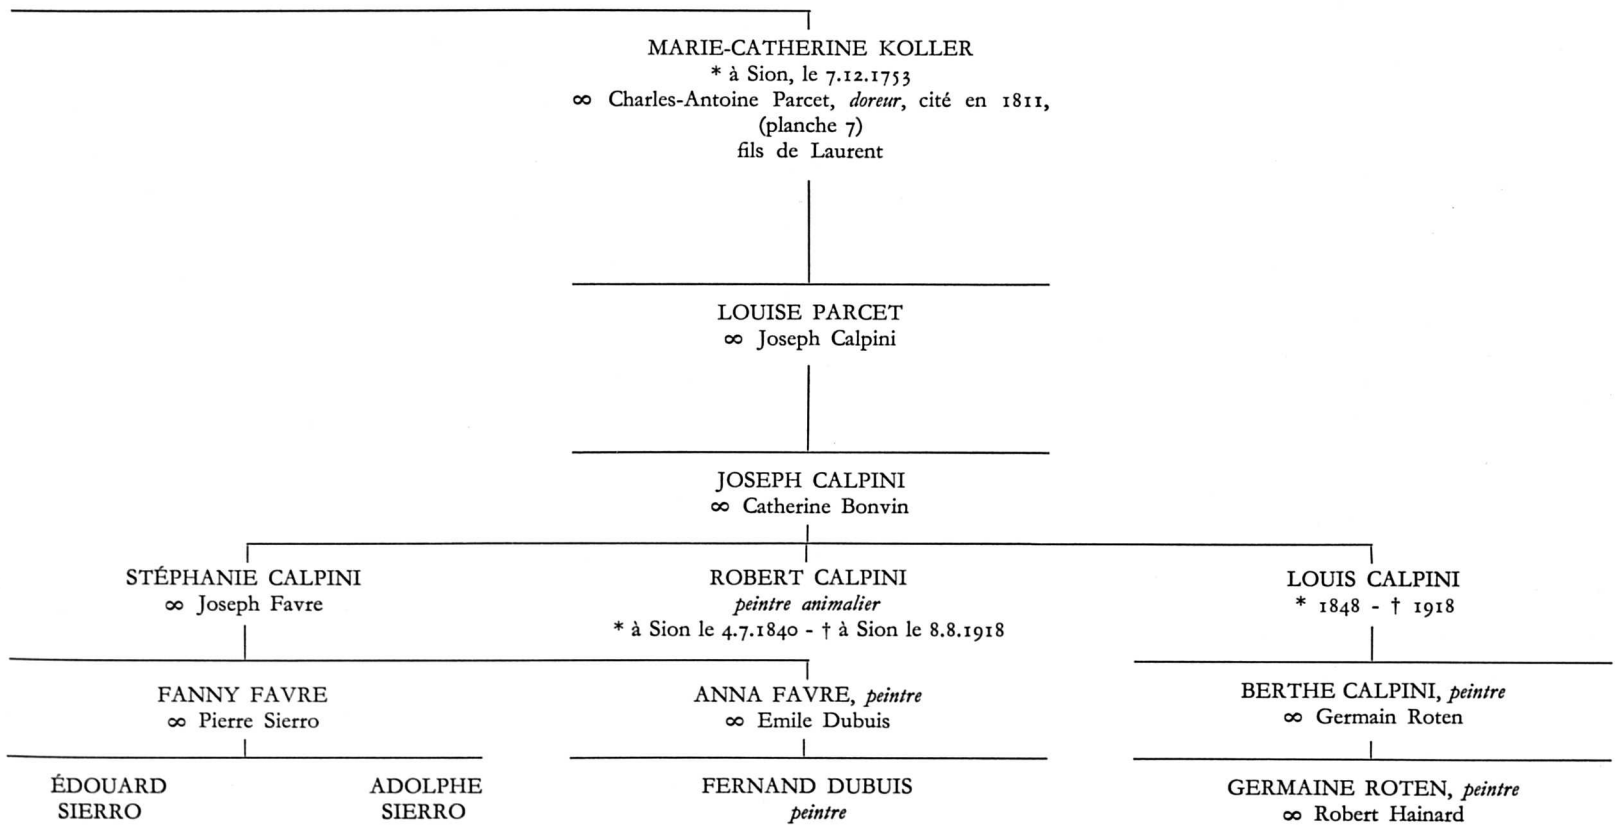 MARIE-CATHERINE KOLLER
* à Sion, le 7.12.1753
∞ Charles-Antoine Parcet, doreur, cité en 1811,
(planche 7)
fils de Laurent
LOUISE PARCET
∞ Joseph Calpini
JOSEPH CALPINI
∞ Catherine Bonvin
STÉPHANIE CALPINI
∞ Joseph Favre
ROBERT CALPINI
peintre animalier
* à Sion le 4.7.1840 - † à Sion le 8.8.1918
LOUIS CALPINI
* 1848 - † 1918
FANNY FAVRE
∞ Pierre Sierro
ANNA FAVRE, peintre
∞ Emile Dubuis
BERTHE CALPINI, peintre
∞ Germain Roten
ÉDOUARD
SIERRO
ADOLPHE
SIERRO
FERNAND DUBUIS
peintre
GERMAINE ROTEN, peintre
∞ Robert Hainard